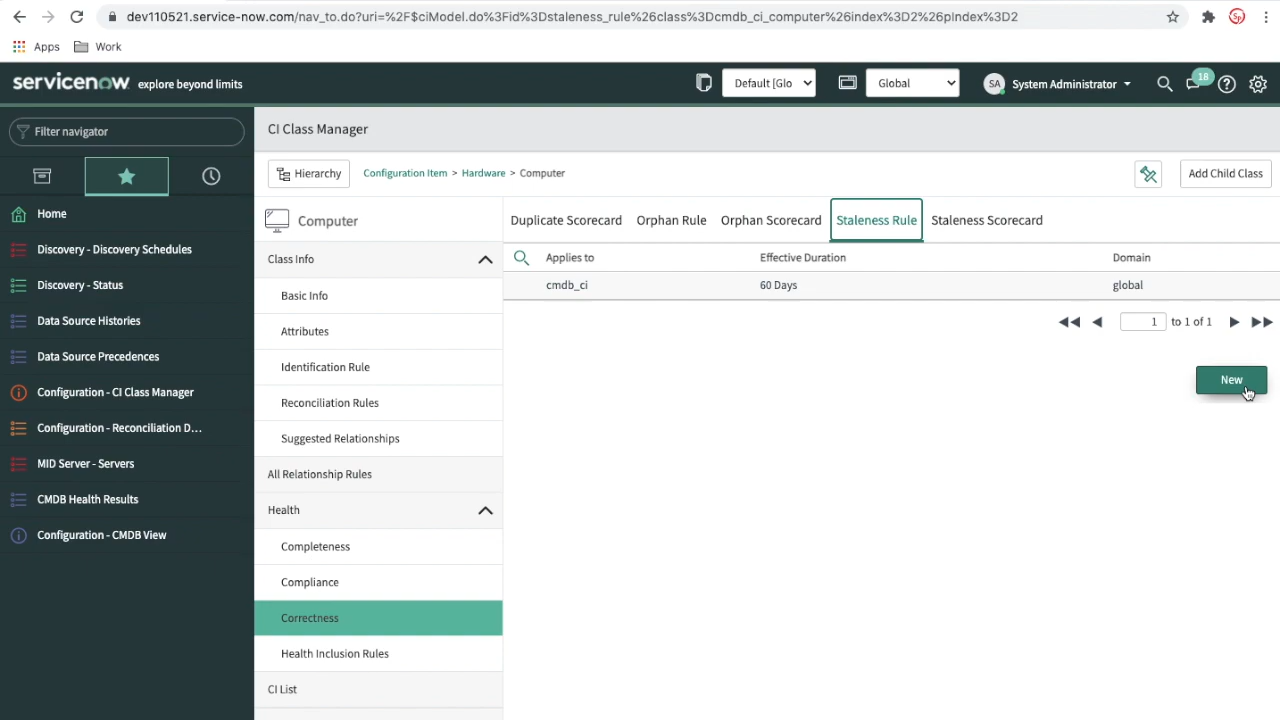 dev110521.service-now.com/nav_to.do?uri=%2F$ciModel.do%3Fid%3Dstaleness_rule%26class%3Dcmdb_ci_computer%26index%3D2%26pIndex%3D2
Sp
Apps Work
servicenow explore beyond limits
Default [Glo
Global
SA System Administrator
18
Filter navigator
Home
Discovery - Discovery Schedules
Discovery - Status
Data Source Histories
Data Source Precedences
Configuration - CI Class Manager
Configuration - Reconciliation D...
MID Server - Servers
CMDB Health Results
Configuration - CMDB View
CI Class Manager
Hierarchy Configuration Item > Hardware > Computer Add Child Class
Computer
Class Info
Basic Info
Attributes
Identification Rule
Reconciliation Rules
Suggested Relationships
All Relationship Rules
Health
Completeness
Compliance
Correctness
Health Inclusion Rules
CI List
Duplicate Scorecard Orphan Rule Orphan Scorecard Staleness Rule Staleness Scorecard
Applies to Effective Duration Domain
cmdb_ci 60 Days global
1 to 1 of 1
New